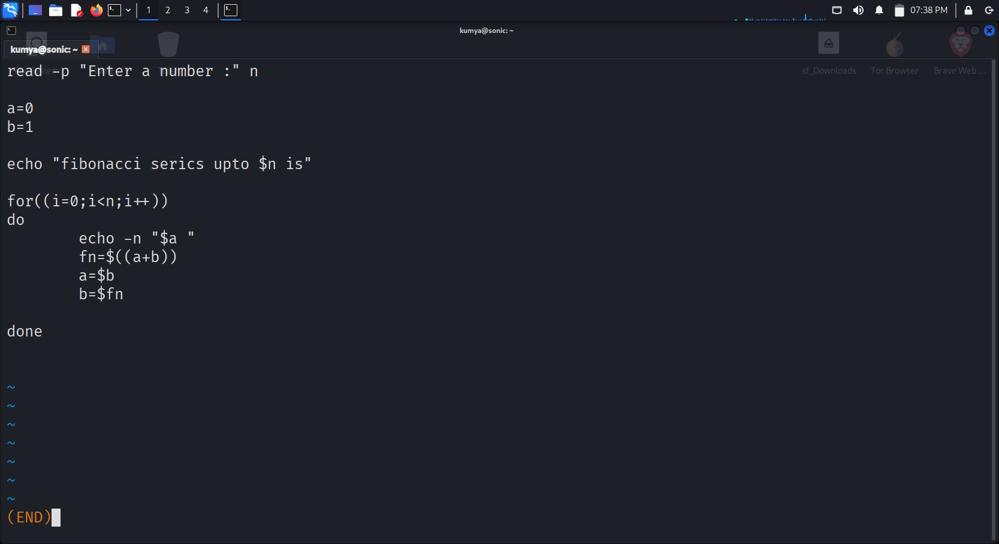 1 2 3 4 07:38 PM
kumya@sonic: ~
kumya@sonic: ~
sf_Downloads Tor Browser Brave Web ...
read -p "Enter a number :" n
a=0
b=1
echo "fibonacci serics upto $n is"
for((i=0;i<n;i++))
do
echo -n "$a "
fn=$((a+b))
a=$b
b=$fn
done
~
~
~
~
~
~
~
(END)